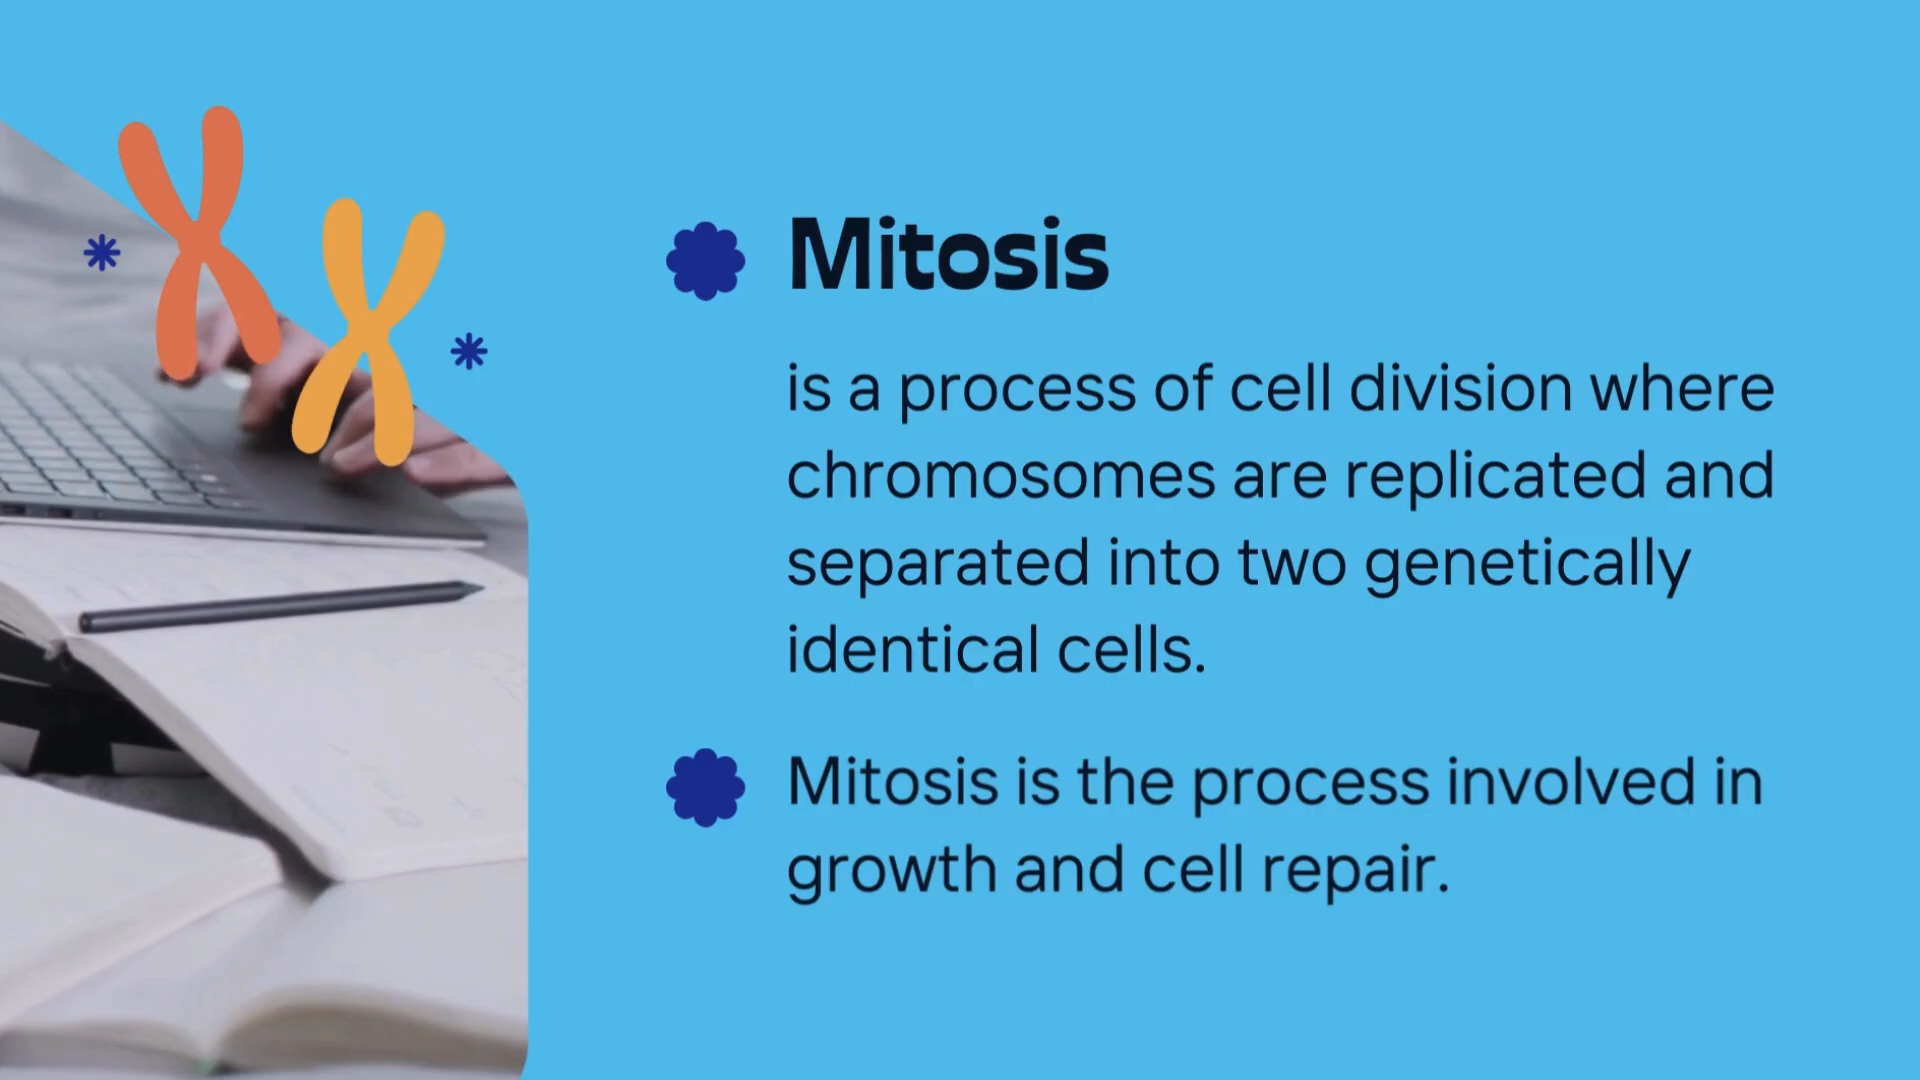 Mitosis
is a process of cell division where
chromosomes are replicated and
separated into two genetically
identical cells.
Mitosis is the process involved in
growth and cell repair.